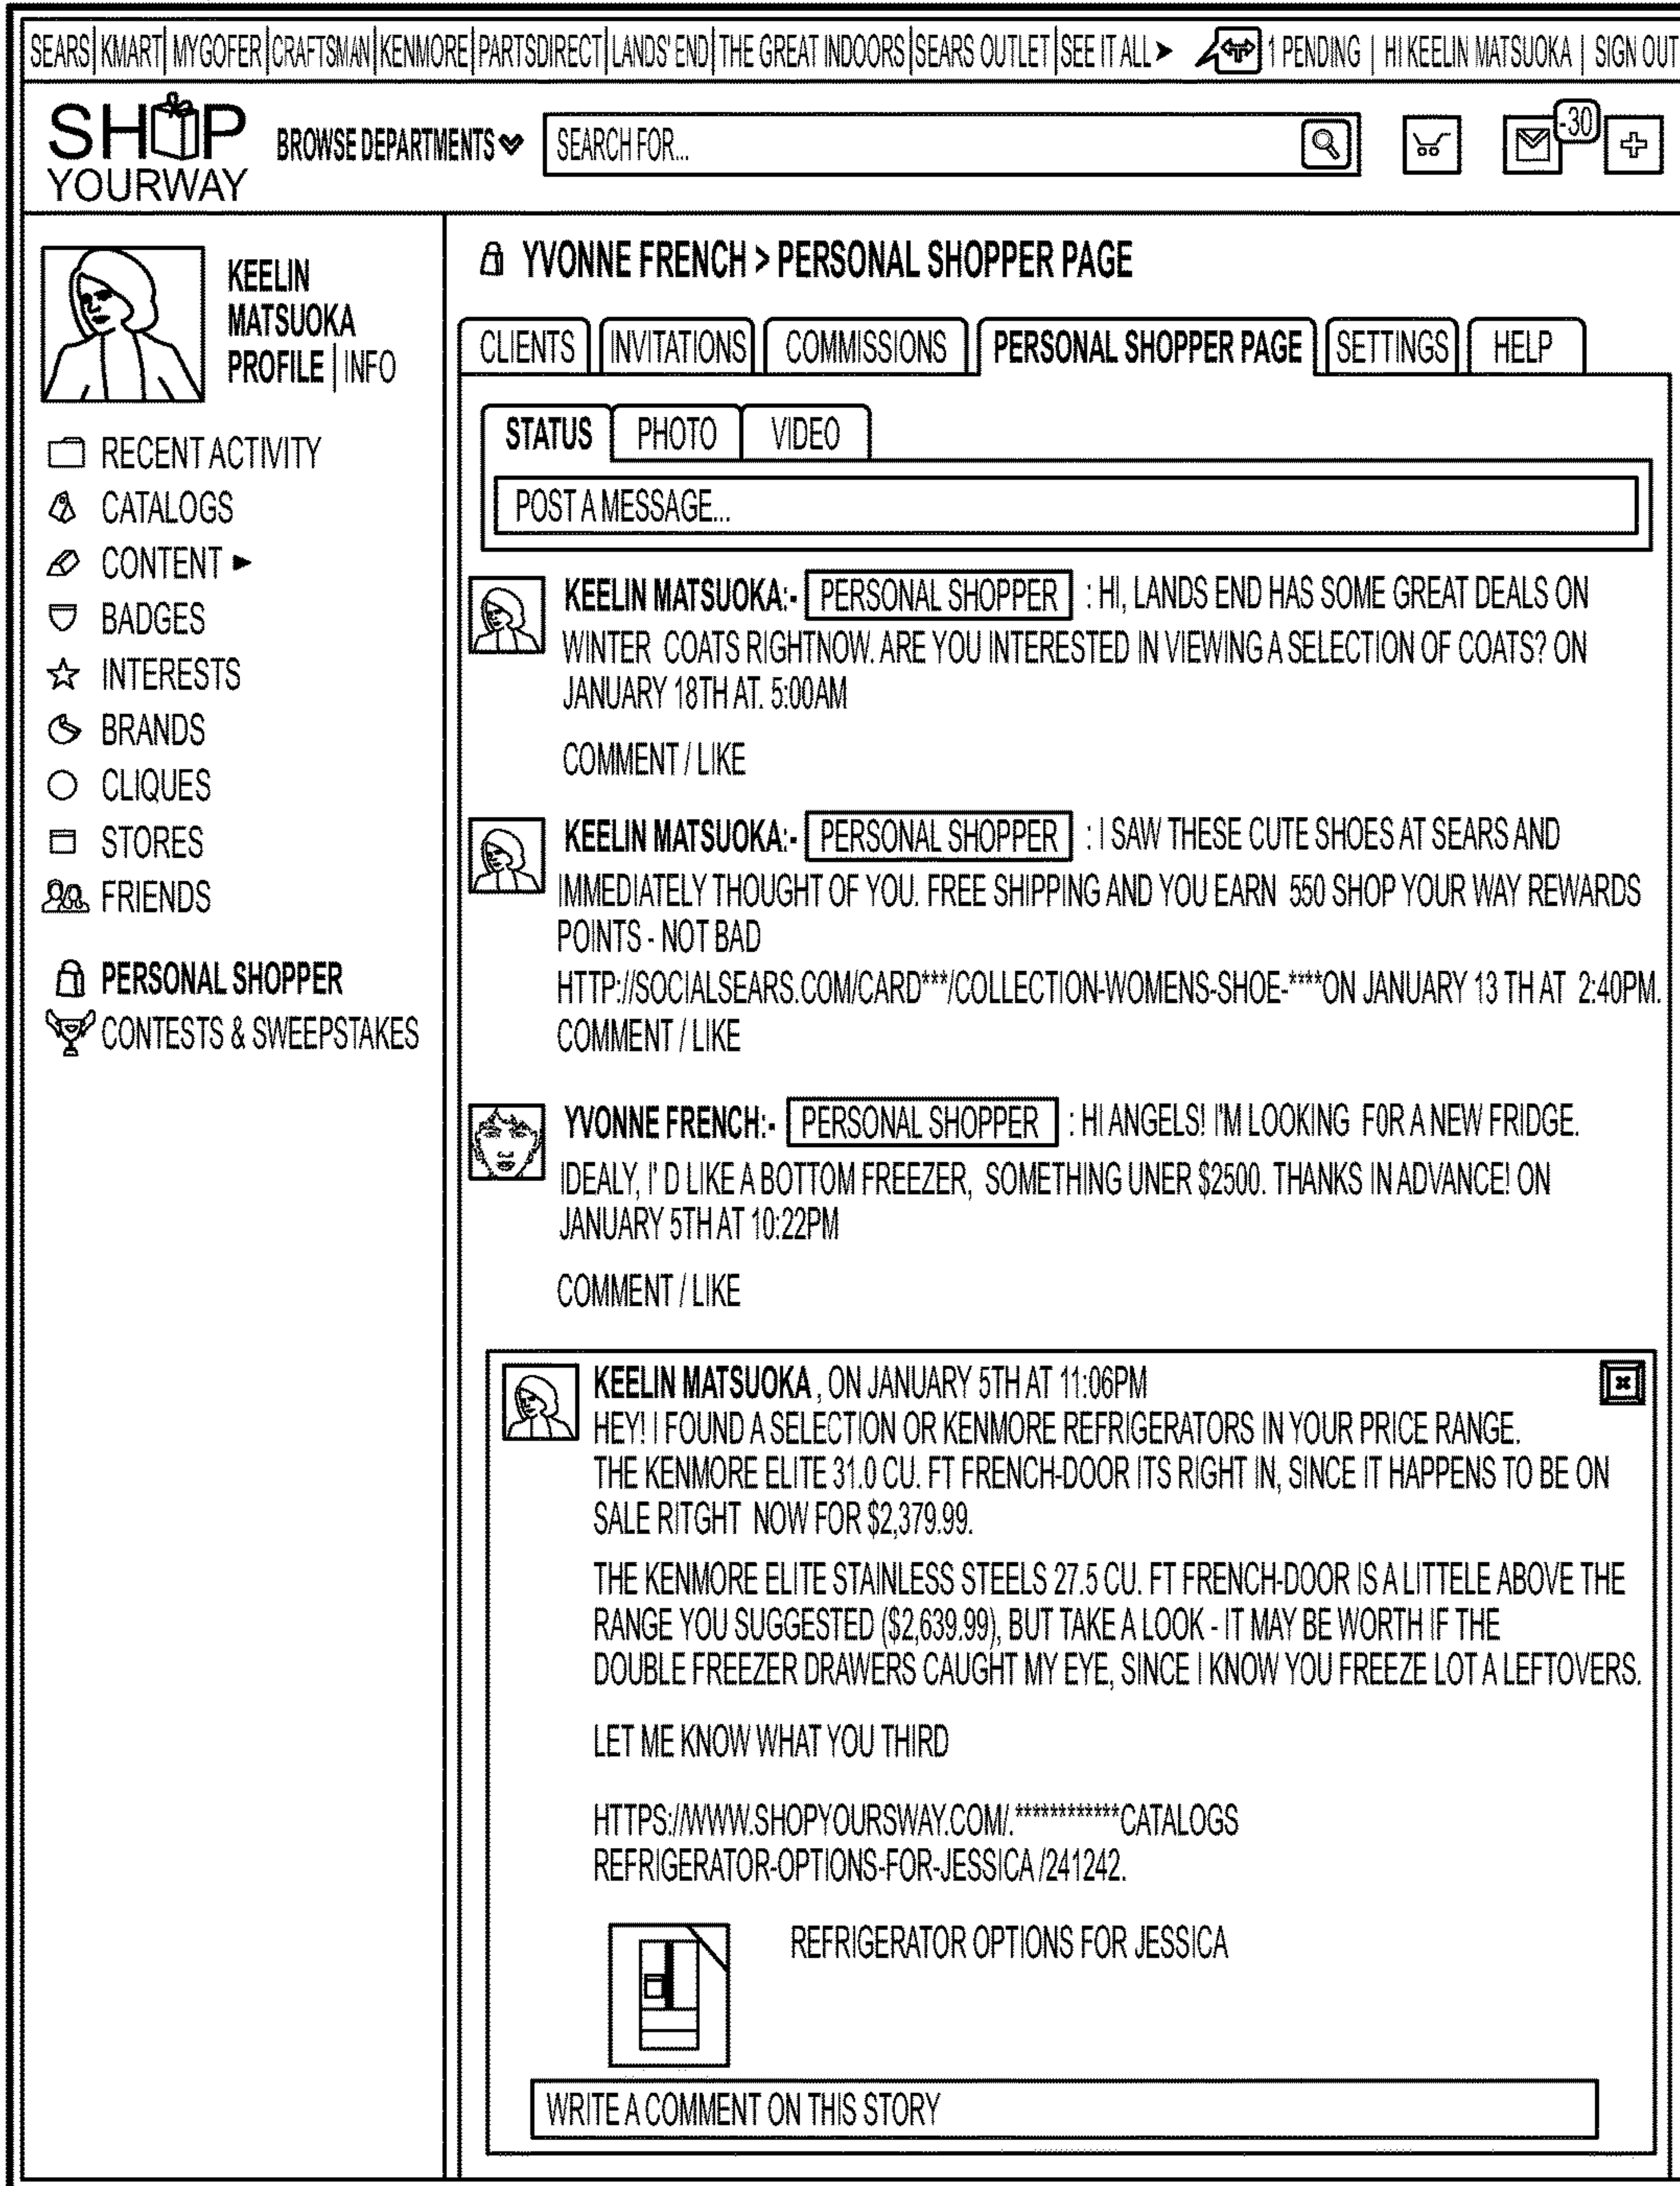 SEARS | KMART | MYGOFER | CRAFTSMAN | KENMORE | PARTSDIRECT | LANDS' END | THE GREAT INDOORS | SEARS OUTLET | SEE IT ALL ➤ 1 PENDING | HI KEELIN MATSUOKA | SIGN OUT
SHOP
YOURWAY
BROWSE DEPARTMENTS
SEARCH FOR...
-30
KEELIN
MATSUOKA
PROFILE | INFO
RECENT ACTIVITY
CATALOGS
CONTENT ►
BADGES
INTERESTS
BRANDS
CLIQUES
STORES
FRIENDS
PERSONAL SHOPPER
CONTESTS & SWEEPSTAKES
YVONNE FRENCH > PERSONAL SHOPPER PAGE
CLIENTS INVITATIONS COMMISSIONS PERSONAL SHOPPER PAGE SETTINGS HELP
STATUS PHOTO VIDEO
POST A MESSAGE...
KEELIN MATSUOKA:- PERSONAL SHOPPER : HI, LANDS END HAS SOME GREAT DEALS ON
WINTER COATS RIGHTNOW. ARE YOU INTERESTED IN VIEWING A SELECTION OF COATS? ON
JANUARY 18TH AT. 5:00AM
COMMENT / LIKE
KEELIN MATSUOKA:- PERSONAL SHOPPER : I SAW THESE CUTE SHOES AT SEARS AND
IMMEDIATELY THOUGHT OF YOU. FREE SHIPPING AND YOU EARN 550 SHOP YOUR WAY REWARDS
POINTS - NOT BAD
HTTP://SOCIALSEARS.COM/CARD***/COLLECTION-WOMENS-SHOE-****ON JANUARY 13 TH AT 2:40PM.
COMMENT / LIKE
YVONNE FRENCH:- PERSONAL SHOPPER : HI ANGELS! I'M LOOKING F0R A NEW FRIDGE.
IDEALY, I' D LIKE A BOTTOM FREEZER, SOMETHING UNER $2500. THANKS IN ADVANCE! ON
JANUARY 5TH AT 10:22PM
COMMENT / LIKE
KEELIN MATSUOKA , ON JANUARY 5TH AT 11:06PM
HEY! I FOUND A SELECTION OR KENMORE REFRIGERATORS IN YOUR PRICE RANGE.
THE KENMORE ELITE 31.0 CU. FT FRENCH-DOOR ITS RIGHT IN, SINCE IT HAPPENS TO BE ON
SALE RITGHT NOW FOR $2,379.99.
THE KENMORE ELITE STAINLESS STEELS 27.5 CU. FT FRENCH-DOOR IS A LITTELE ABOVE THE
RANGE YOU SUGGESTED ($2,639.99), BUT TAKE A LOOK - IT MAY BE WORTH IF THE
DOUBLE FREEZER DRAWERS CAUGHT MY EYE, SINCE I KNOW YOU FREEZE LOT A LEFTOVERS.
LET ME KNOW WHAT YOU THIRD
HTTPS://WWW.SHOPYOURSWAY.COM/.************CATALOGS
REFRIGERATOR-OPTIONS-FOR-JESSICA /241242.
REFRIGERATOR OPTIONS FOR JESSICA
WRITE A COMMENT ON THIS STORY